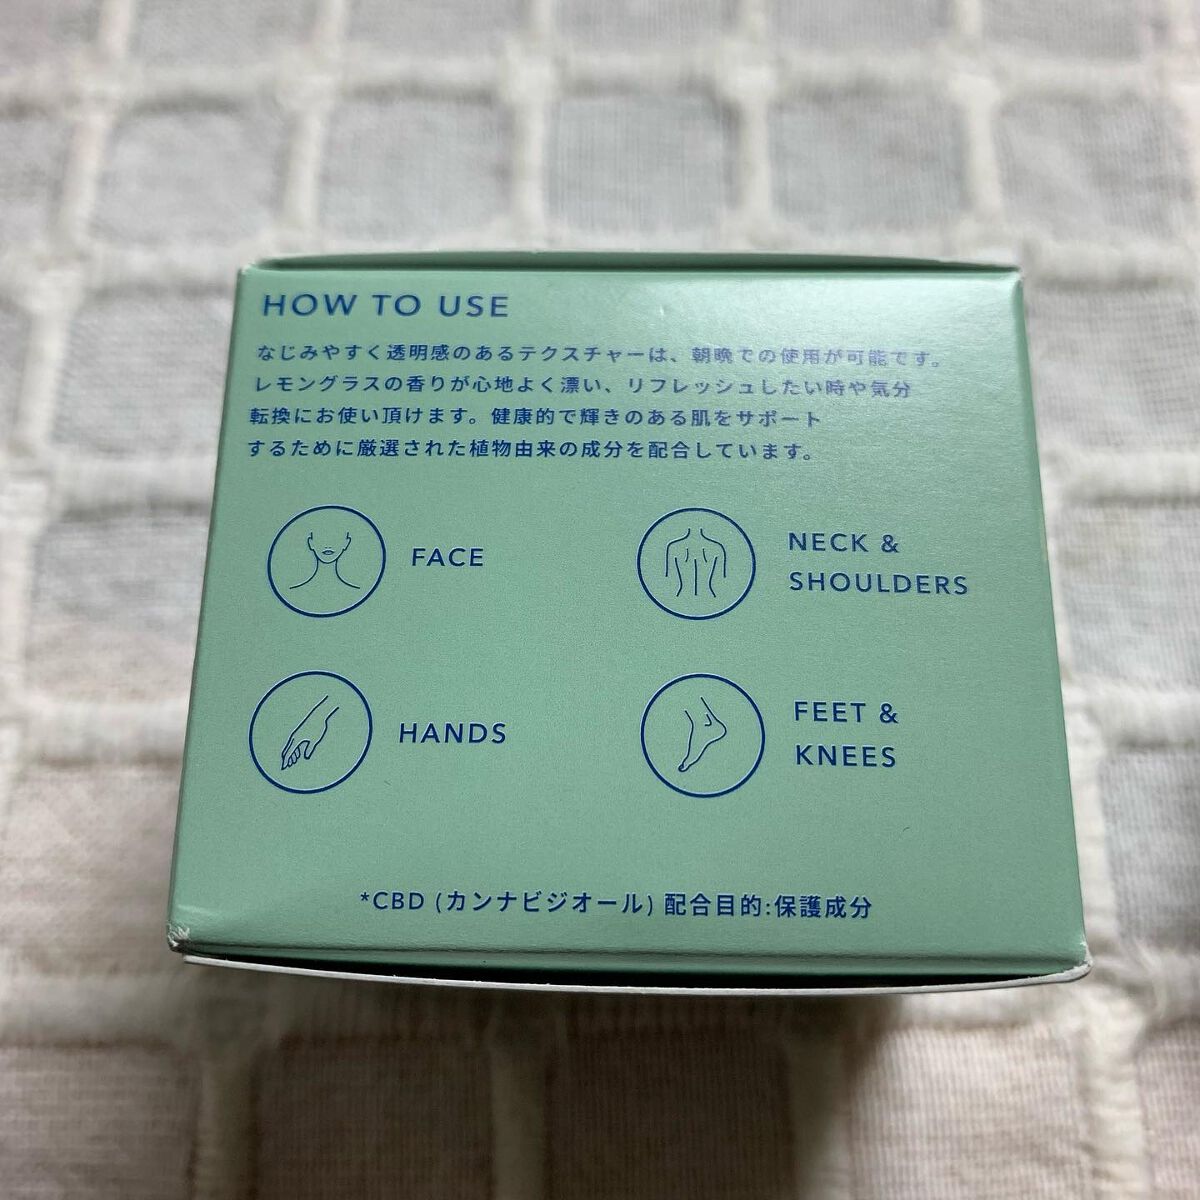 HOW TO USE
なじみやすく透明感のあるテクスチャーは、朝晩での使用が可能です。
レモングラスの香りが心地よく漂い、リフレッシュしたい時や気分
転換にお使い頂けます。健康的で輝きのある肌をサポート
するために厳選された植物由来の成分を配合しています。
FACE
NECK &
SHOULDERS
HANDS
FEET &
KNEES
*CBD (カンナビジオール) 配合目的:保護成分